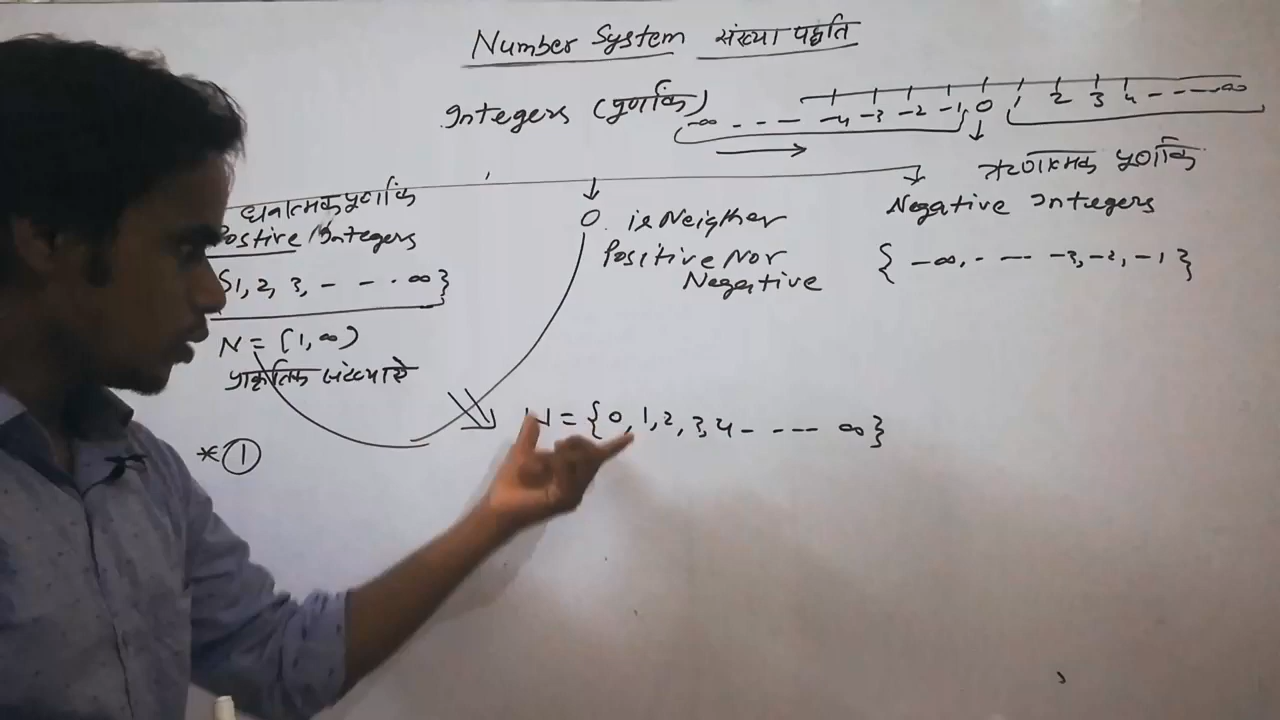 Number System संख्या पद्धति
Integers (पूर्णांक)
-∞ - - - -4 -3 -2 -1 0 1 2 3 4 - - - -∞
धनात्मक पूर्णांक
Postive Integers
{1, 2, 3, - - - ∞}
N = (1, ∞)
प्राकृतिक संख्याऐ
* ①
0. is Neigther
Positive Nor
Negative
ऋणात्मक पूर्णांक
Negative Integers
{ -∞, - --- -3, -2, -1 }
= {0, 1, 2, 3, 4 - - -- ∞}